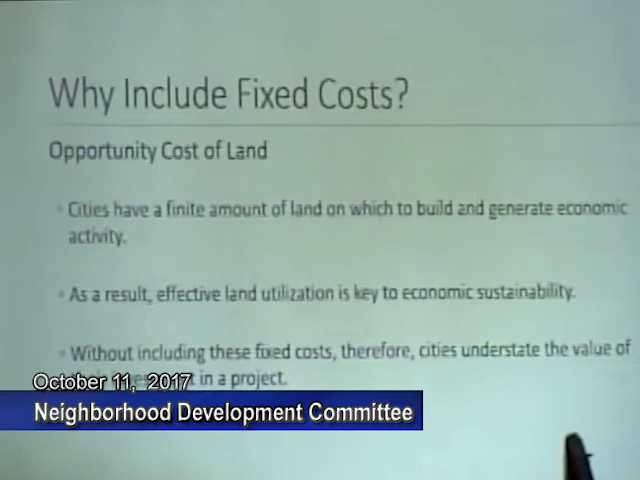 Why Include Fixed Costs?
Opportunity Cost of Land
Cities have a finite amount of land on which to build and generate economic
activity.
As a result, effective land utilization is key to economic sustainability.
Without including these fixed costs, therefore, cities understate the value of
in a project.
October 11, 2017
Neighborhood Development Committee